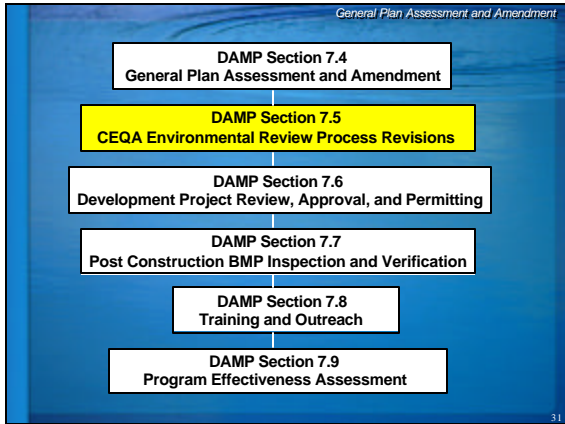 General Plan Assessment and Amendment
DAMP Section 7.4
General Plan Assessment and Amendment
DAMP Section 7.5
CEQA Environmental Review Process Revisions
DAMP Section 7.6
Development Project Review, Approval, and Permitting
DAMP Section 7.7
Post Construction BMP Inspection and Verification
DAMP Section 7.8
Training and Outreach
DAMP Section 7.9
Program Effectiveness Assessment
31